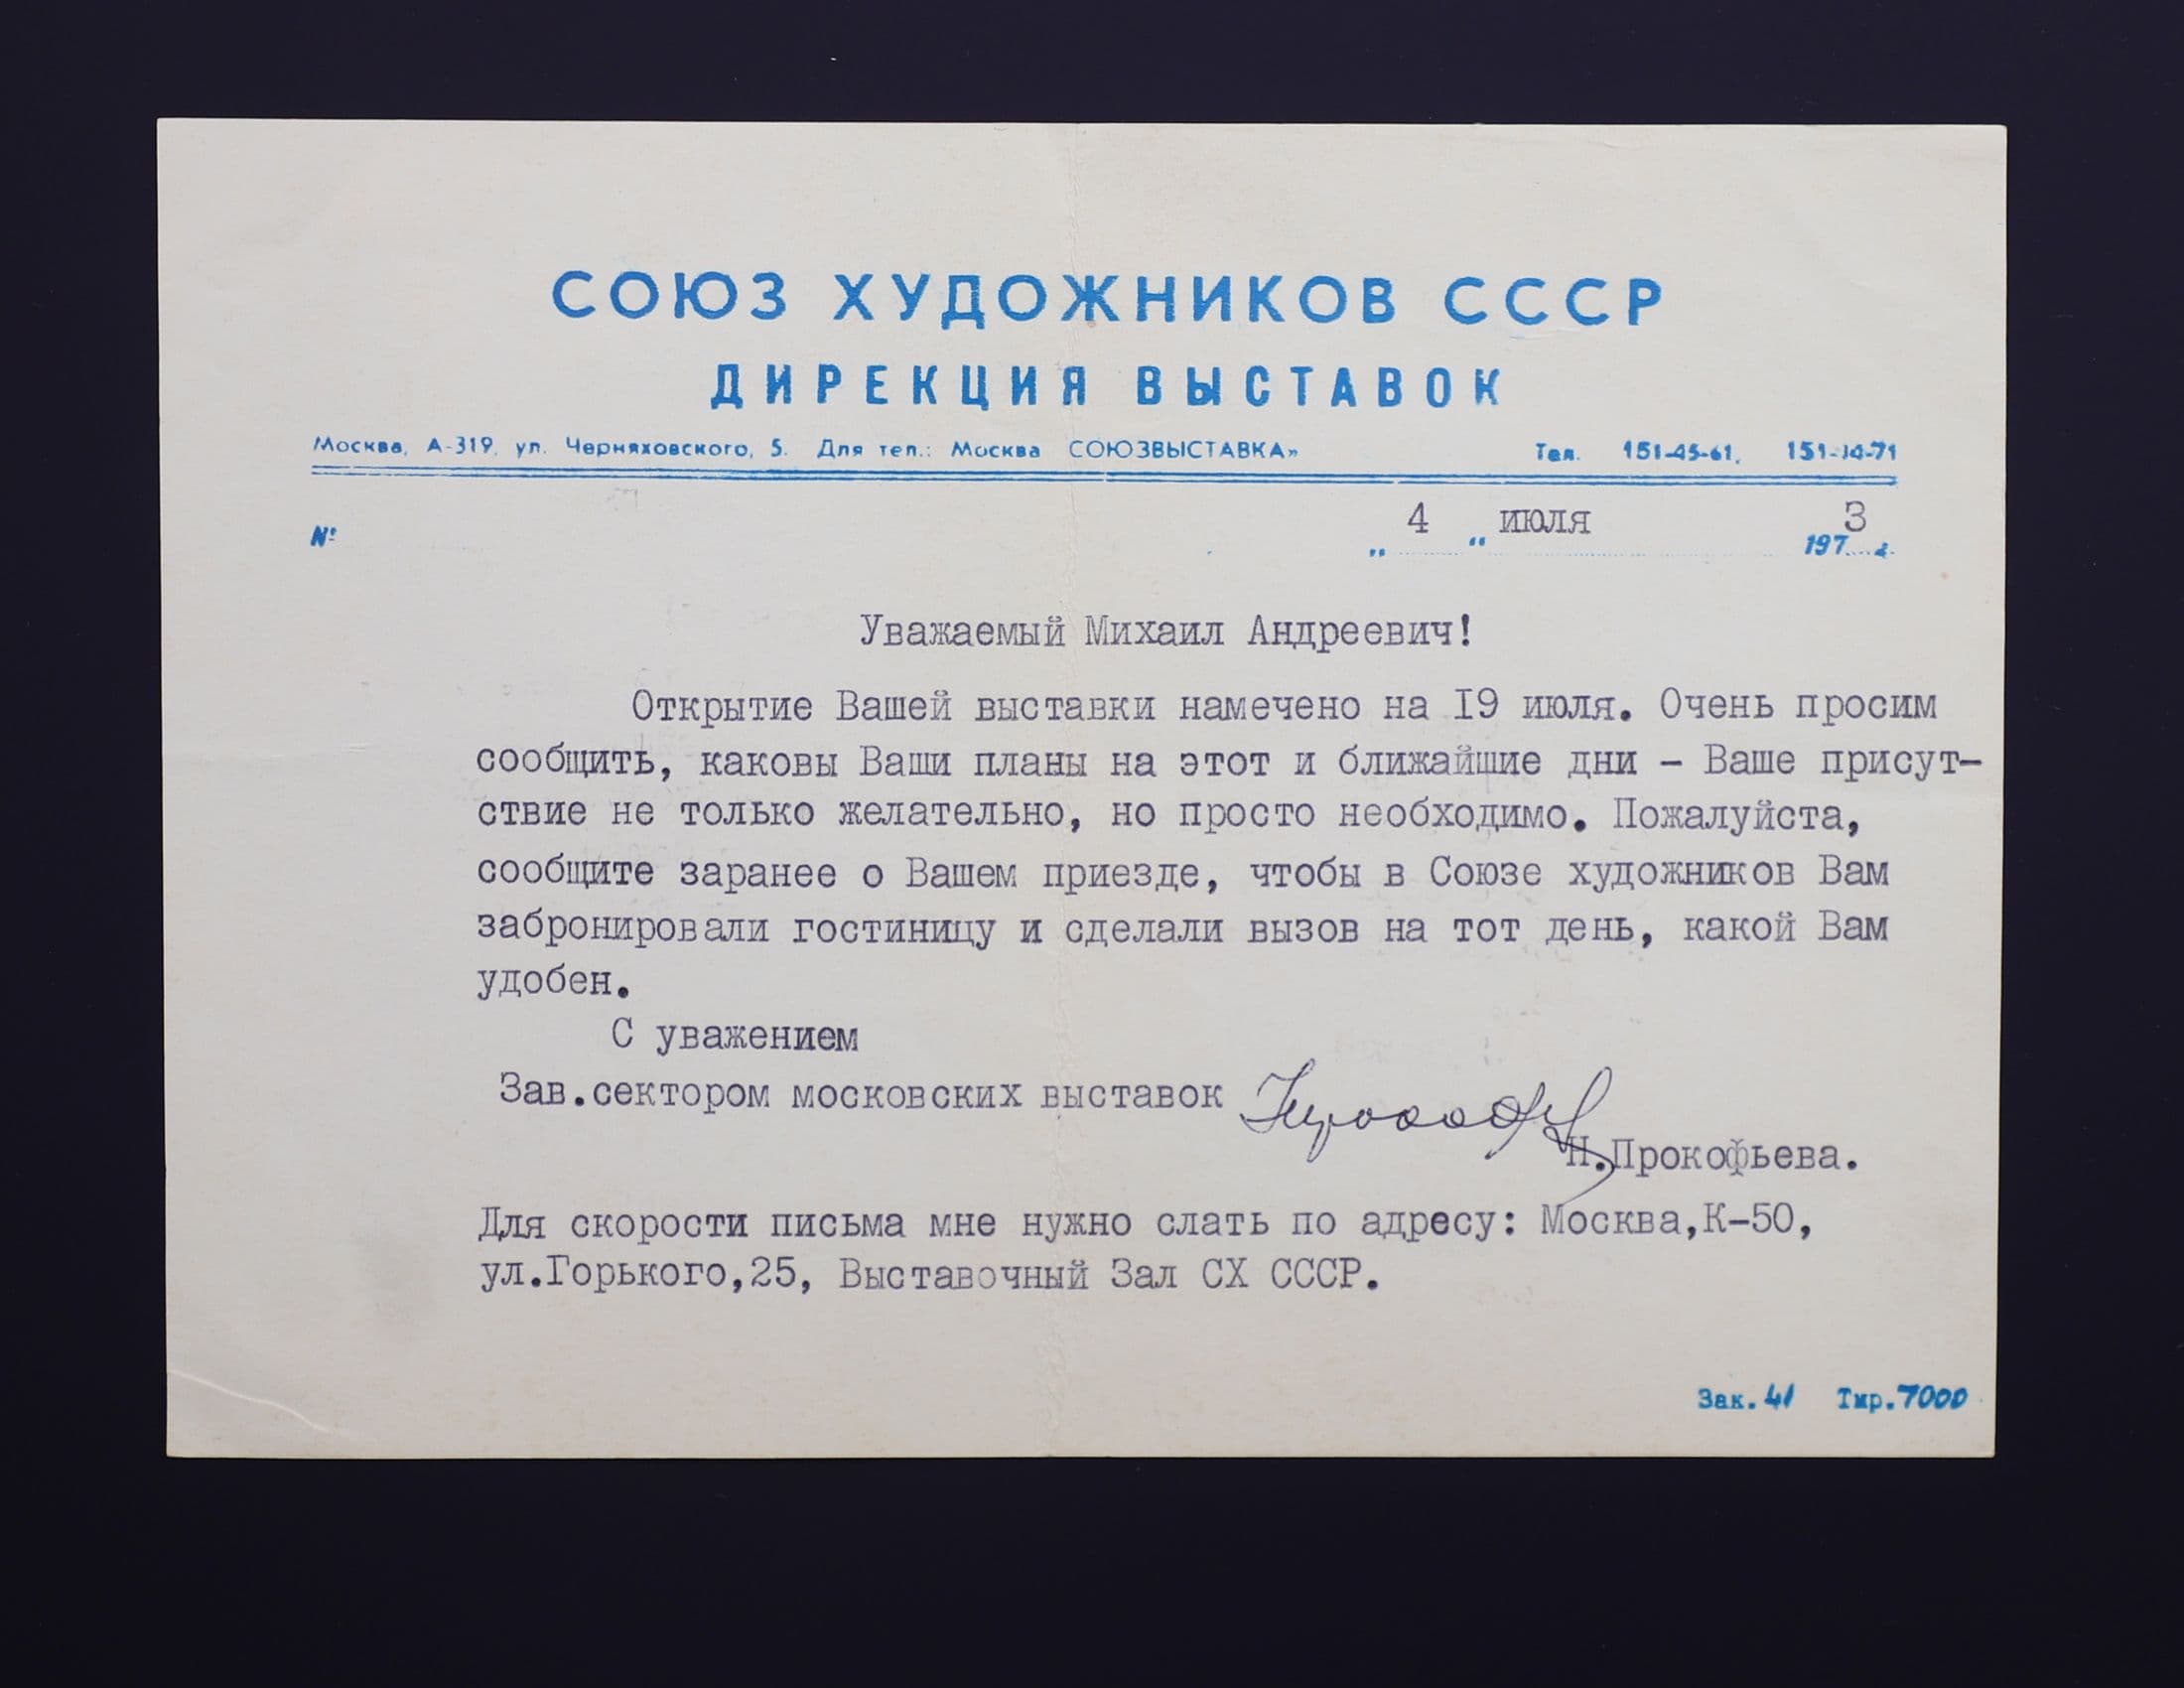 СОЮЗ ХУДОЖНИКОВ СССР
ДИРЕКЦИЯ ВЫСТАВОК
Москва, А-319, ул. Черняховского, 5. Для тел.: Москва СОЮЗВЫСТАВКА» Тел. 151-45-61, 151-14-71
№ „ 4 “ июля 1973 г.
Уважаемый Михаил Андреевич!
Открытие Вашей выставки намечено на 19 июля. Очень просим
сообщить, каковы Ваши планы на этот и ближайшие дни - Ваше присут-
ствие не только желательно, но просто необходимо. Пожалуйста,
сообщите заранее о Вашем приезде, чтобы в Союзе художников Вам
забронировали гостиницу и сделали вызов на тот день, какой Вам
удобен.
С уважением
Зав.сектором московских выставок
Н.Прокофьева.
Для скорости письма мне нужно слать по адресу: Москва,К-50,
ул.Горького,25, Выставочный Зал СХ СССР.
Зак. 41 Тир. 7000